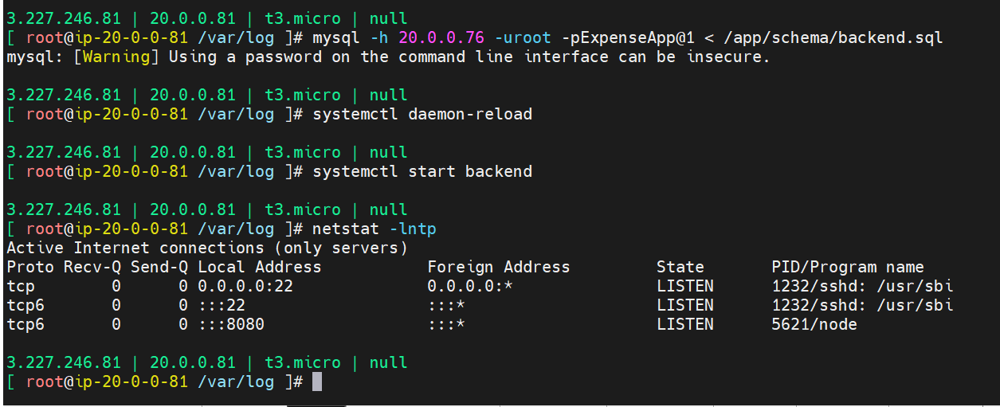 3.227.246.81 | 20.0.0.81 | t3.micro | null
[ root@ip-20-0-0-81 /var/log ]# mysql -h 20.0.0.76 -uroot -pExpenseApp@1 < /app/schema/backend.sql
mysql: [Warning] Using a password on the command line interface can be insecure.
3.227.246.81 | 20.0.0.81 | t3.micro | null
[ root@ip-20-0-0-81 /var/log ]# systemctl daemon-reload
3.227.246.81 | 20.0.0.81 | t3.micro | null
[ root@ip-20-0-0-81 /var/log ]# systemctl start backend
3.227.246.81 | 20.0.0.81 | t3.micro | null
[ root@ip-20-0-0-81 /var/log ]# netstat -lntp
Active Internet connections (only servers)
Proto Recv-Q Send-Q Local Address           Foreign Address         State       PID/Program name
tcp        0      0 0.0.0.0:22              0.0.0.0:*               LISTEN      1232/sshd: /usr/sbi
tcp6       0      0 :::22                   :::*                    LISTEN      1232/sshd: /usr/sbi
tcp6       0      0 :::8080                 :::*                    LISTEN      5621/node
3.227.246.81 | 20.0.0.81 | t3.micro | null
[ root@ip-20-0-0-81 /var/log ]#